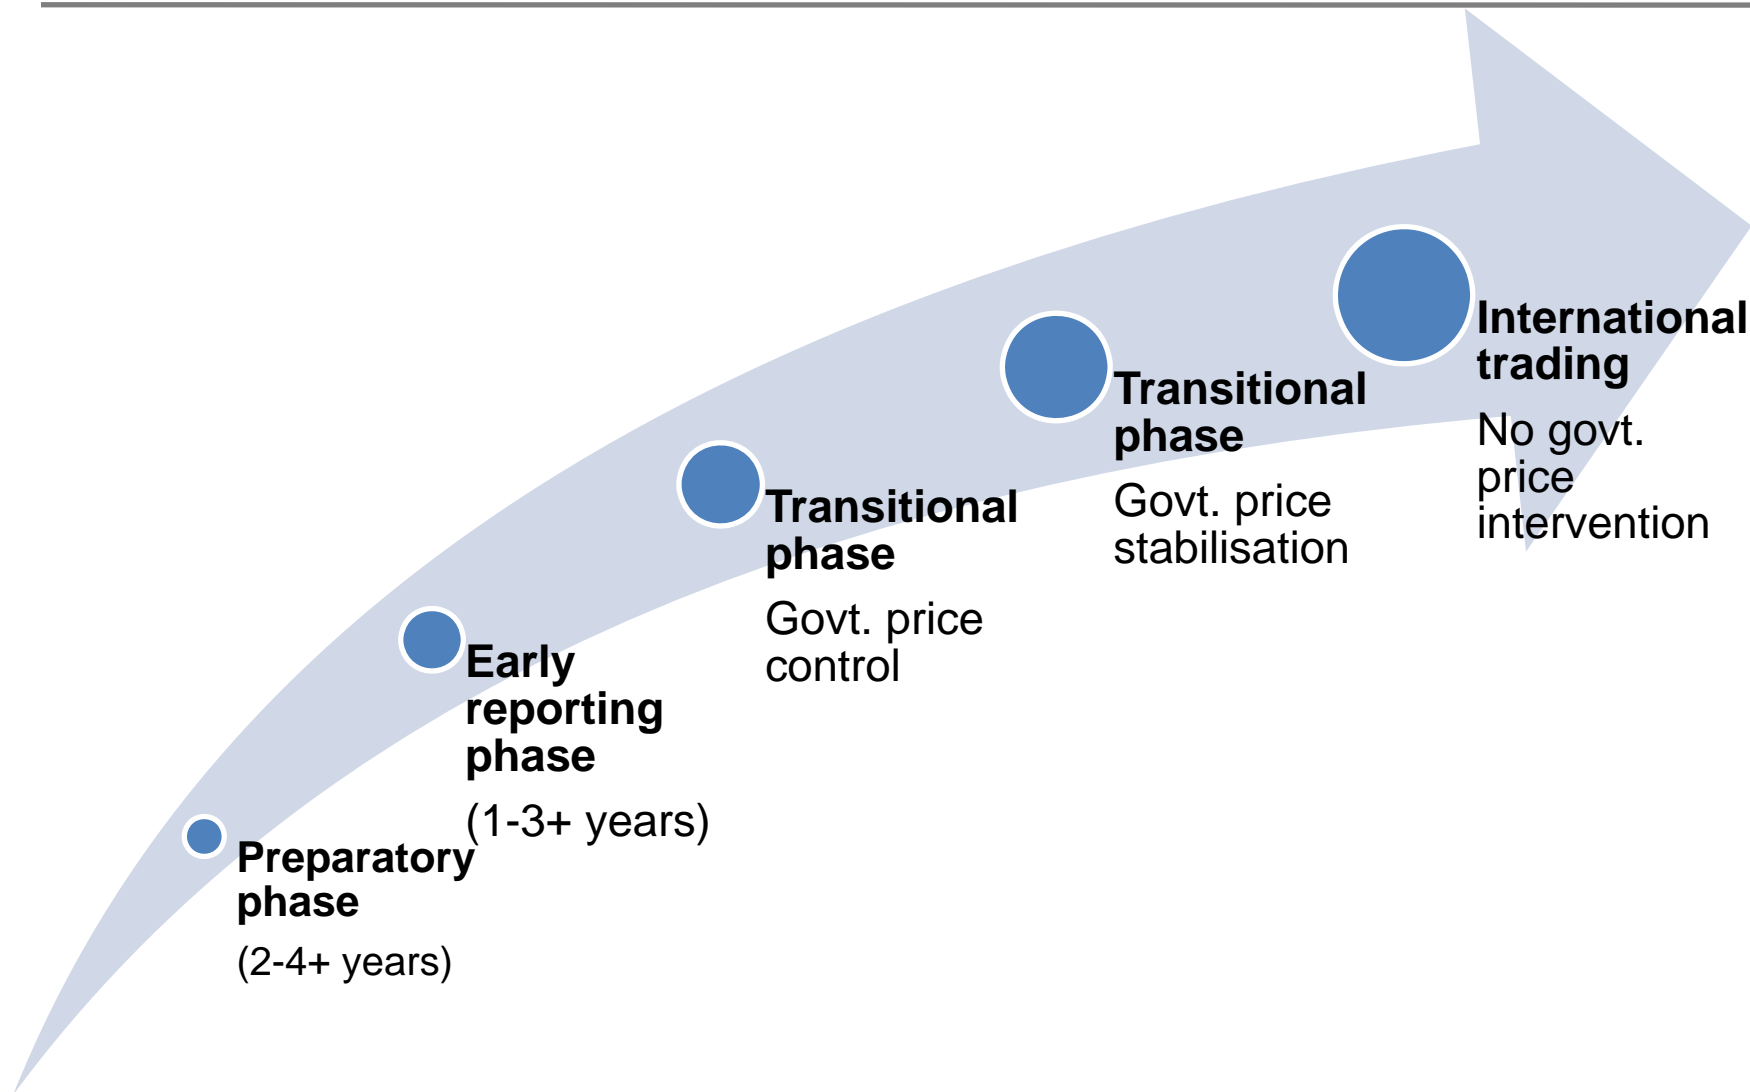 Preparatory
phase
(2-4+ years)
Early
reporting
phase
(1-3+ years)
Transitional
phase
Govt. price
control
Transitional
phase
Govt. price
stabilisation
International
trading
No govt.
price
intervention